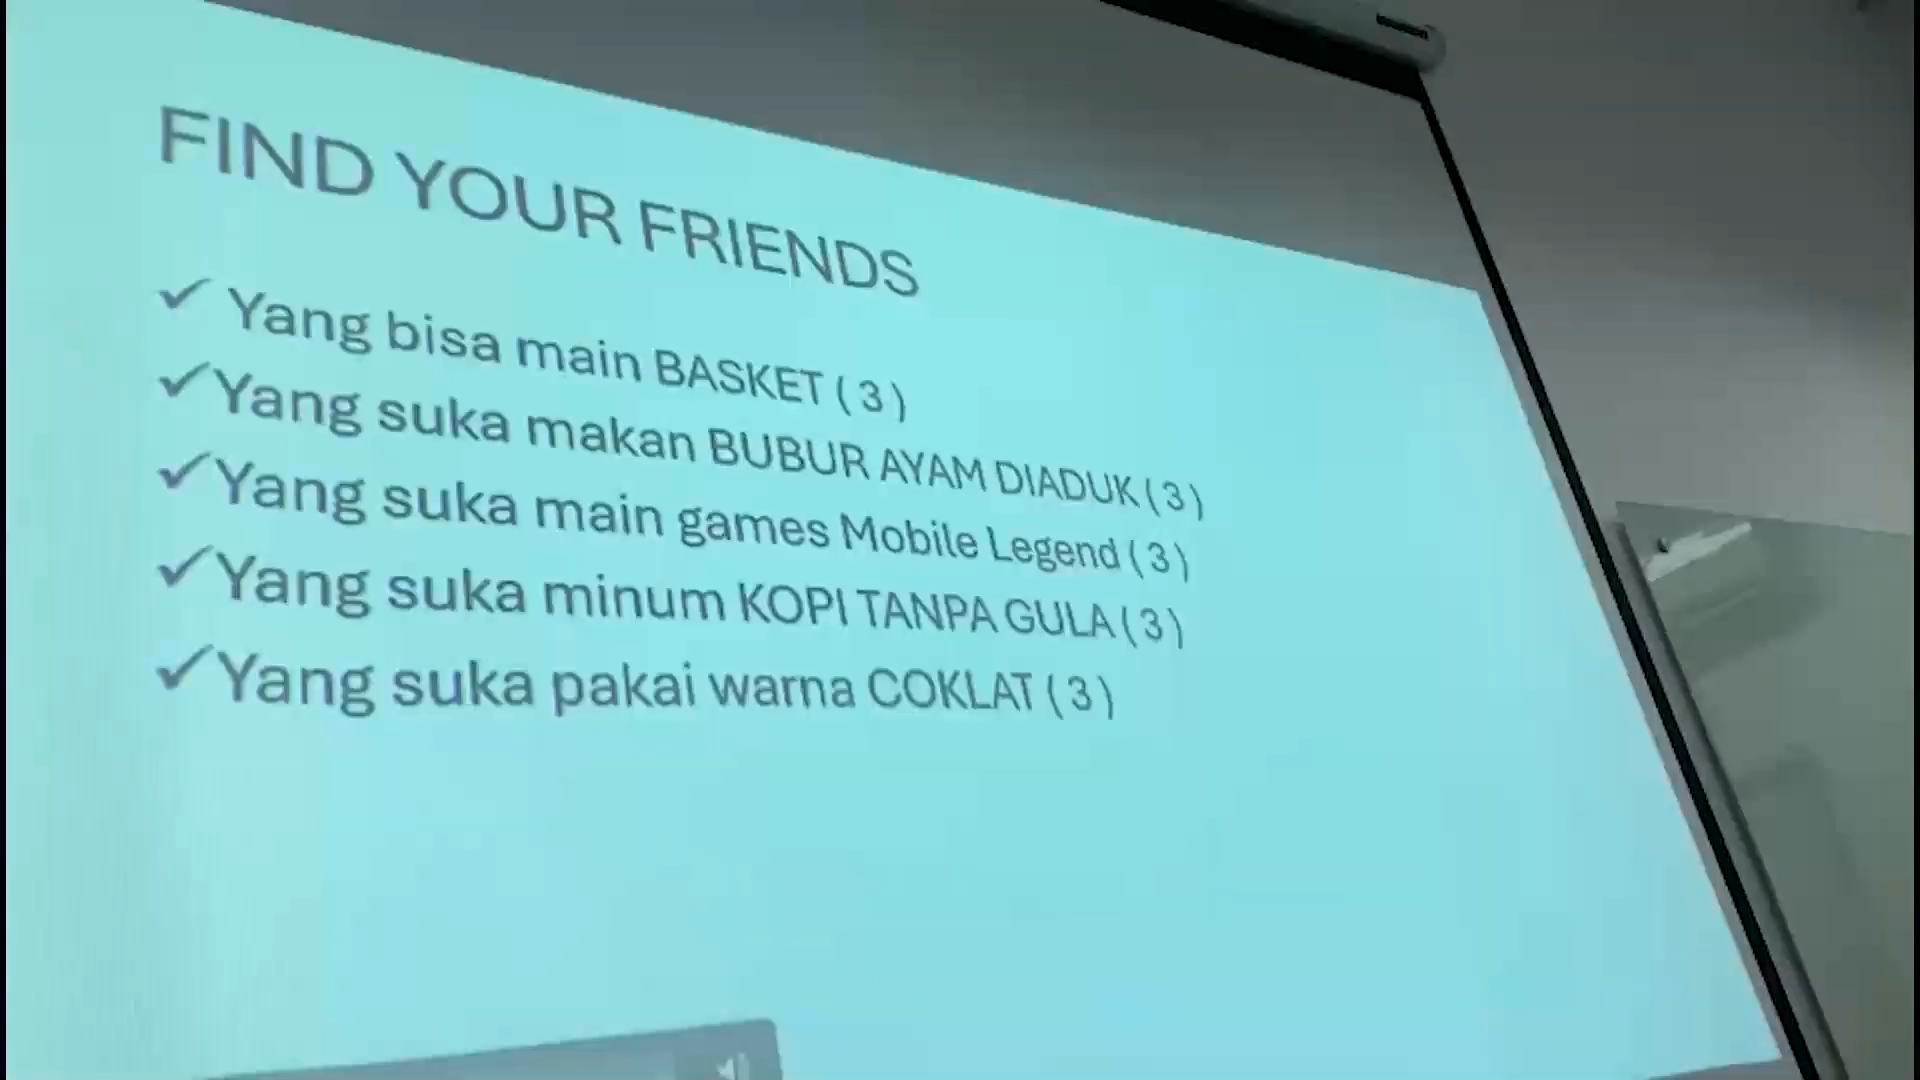 FIND YOUR FRIENDS
✓ Yang bisa main BASKET ( 3 )
✓ Yang suka makan BUBUR AYAM DIADUK ( 3 )
✓ Yang suka main games Mobile Legend ( 3 )
✓ Yang suka minum KOPI TANPA GULA ( 3 )
✓ Yang suka pakai warna COKLAT ( 3 )